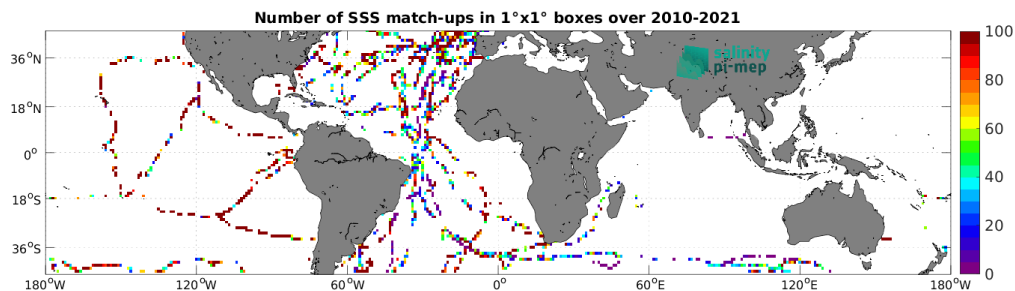 Number of SSS match-ups in 1°x1° boxes over 2010-2021
salinity
pi-mep
36°N
18°N
0°
18°S
36°S
180°W 120°W 60°W 0° 60°E 120°E 180°W
100
80
60
40
20
0